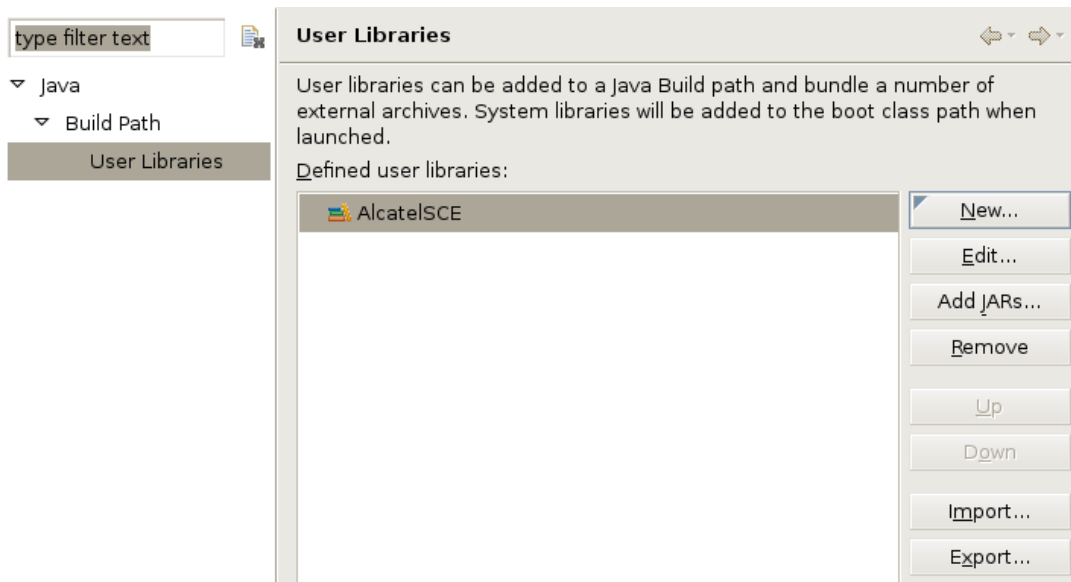 type filter text
Java
Build Path
User Libraries
User Libraries
User libraries can be added to a Java Build path and bundle a number of
external archives. System libraries will be added to the boot class path when
launched.
Defined user libraries:
AlcatelSCE
New...
Edit...
Add JARs...
Remove
Up
Down
Import...
Export...